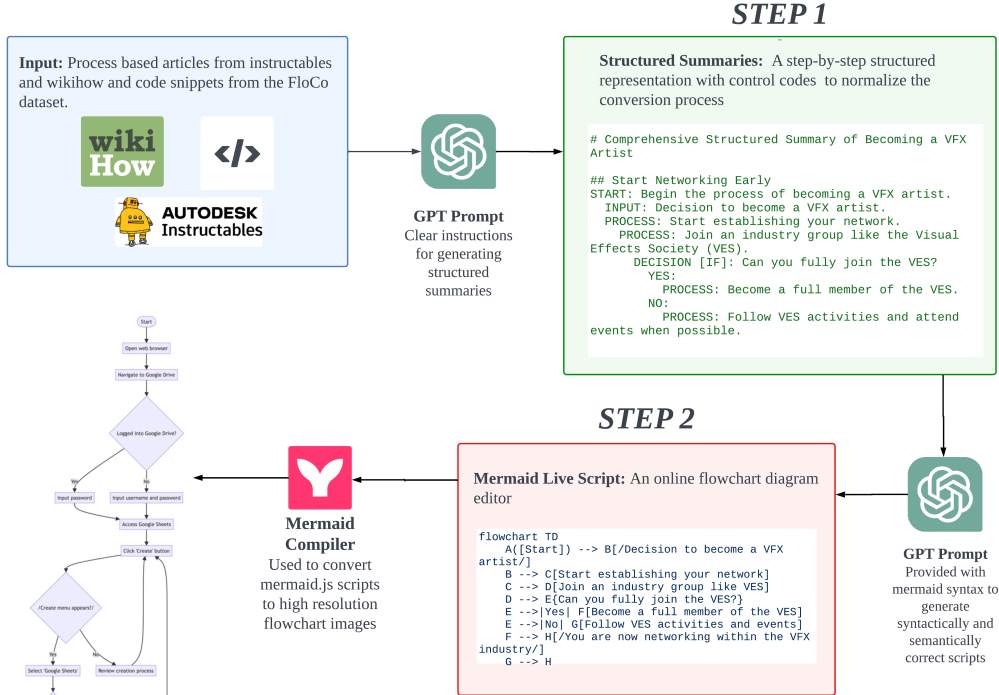 STEP 1
Input: Process based articles from instructables
and wikihow and code snippets from the FloCo
dataset.
wiki
How
</>
AUTODESK
Instructables
GPT Prompt
Clear instructions
for generating
structured
summaries
Structured Summaries: A step-by-step structured
representation with control codes to normalize the
conversion process
# Comprehensive Structured Summary of Becoming a VFX
Artist
## Start Networking Early
START: Begin the process of becoming a VFX artist.
INPUT: Decision to become a VFX artist.
PROCESS: Start establishing your network.
PROCESS: Join an industry group like the Visual
Effects Society (VES).
DECISION [IF]: Can you fully join the VES?
YES:
PROCESS: Become a full member of the VES.
NO:
PROCESS: Follow VES activities and attend
events when possible.
GPT Prompt
Provided with
mermaid syntax to
generate
syntactically and
semantically
correct scripts
STEP 2
Mermaid Live Script: An online flowchart diagram
editor
flowchart TD
A([Start]) --> B[/Decision to become a VFX
artist/]
B --> C[Start establishing your network]
C --> D[Join an industry group like VES]
D --> E{Can you fully join the VES?}
E -->|Yes| F[Become a full member of the VES]
E -->|No| G[Follow VES activities and events]
F --> H[/You are now networking within the VFX
industry/]
G --> H
Mermaid
Compiler
Used to convert
mermaid.js scripts
to high resolution
flowchart images
Start
Open web browser
Navigate to Google Drive
Logged into Google Drive?
Yes
No
Input password
Input username and password
Access Google Sheets
Click 'Create' button
/Create menu appears?/
Yes
No
Select 'Google Sheets'
Review creation process